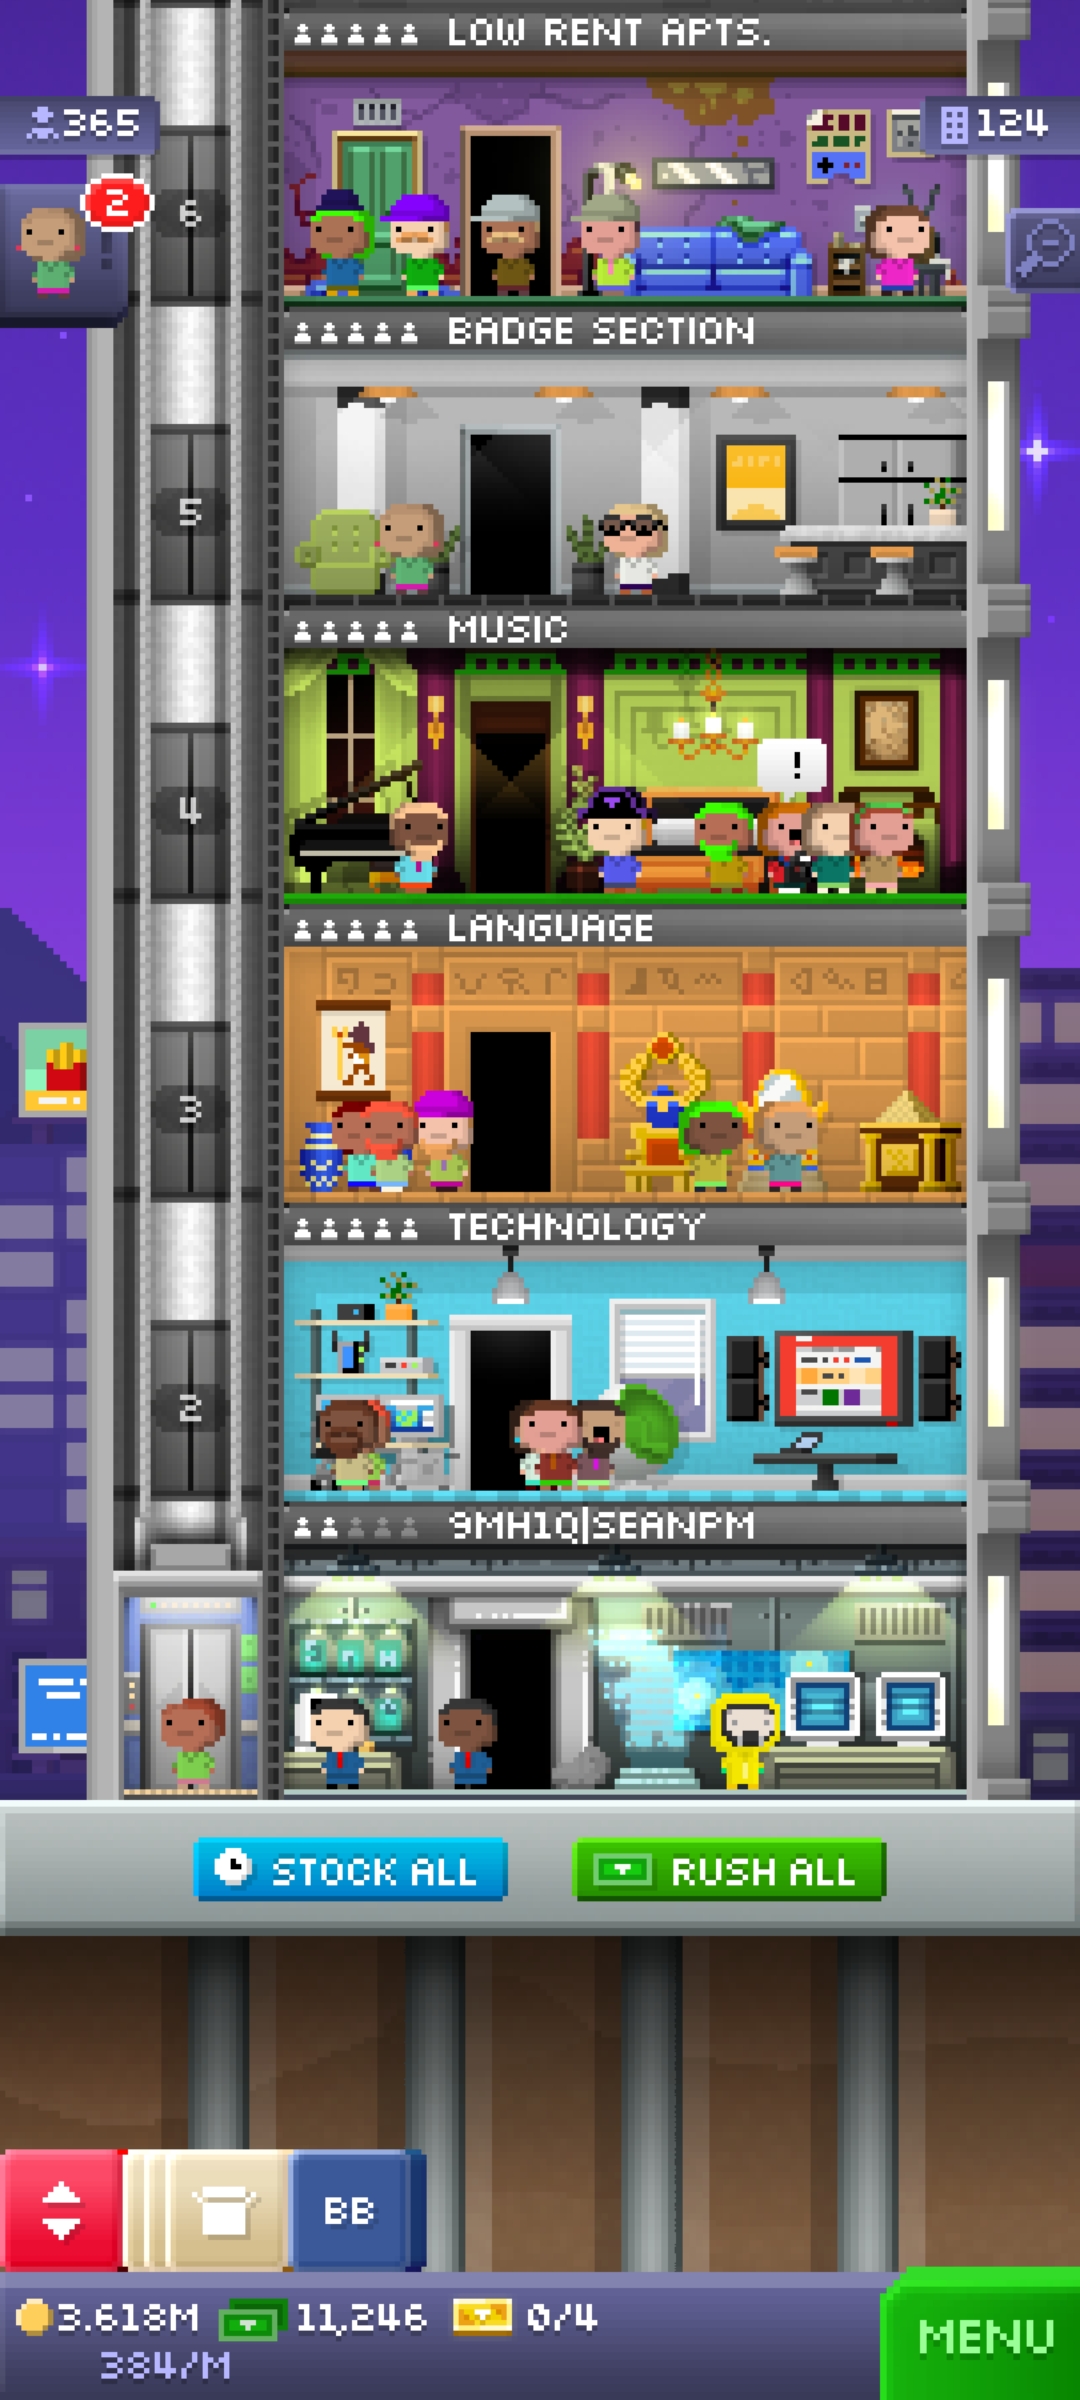 LOW RENT APTS.
365
124
2
6
BADGE SECTION
5
MUSIC
!
4
LANGUAGE
3
TECHNOLOGY
2
9MH1Q|SEANPM
STOCK ALL
RUSH ALL
BB
3.618M
11,246
0/4
384/M
MENU